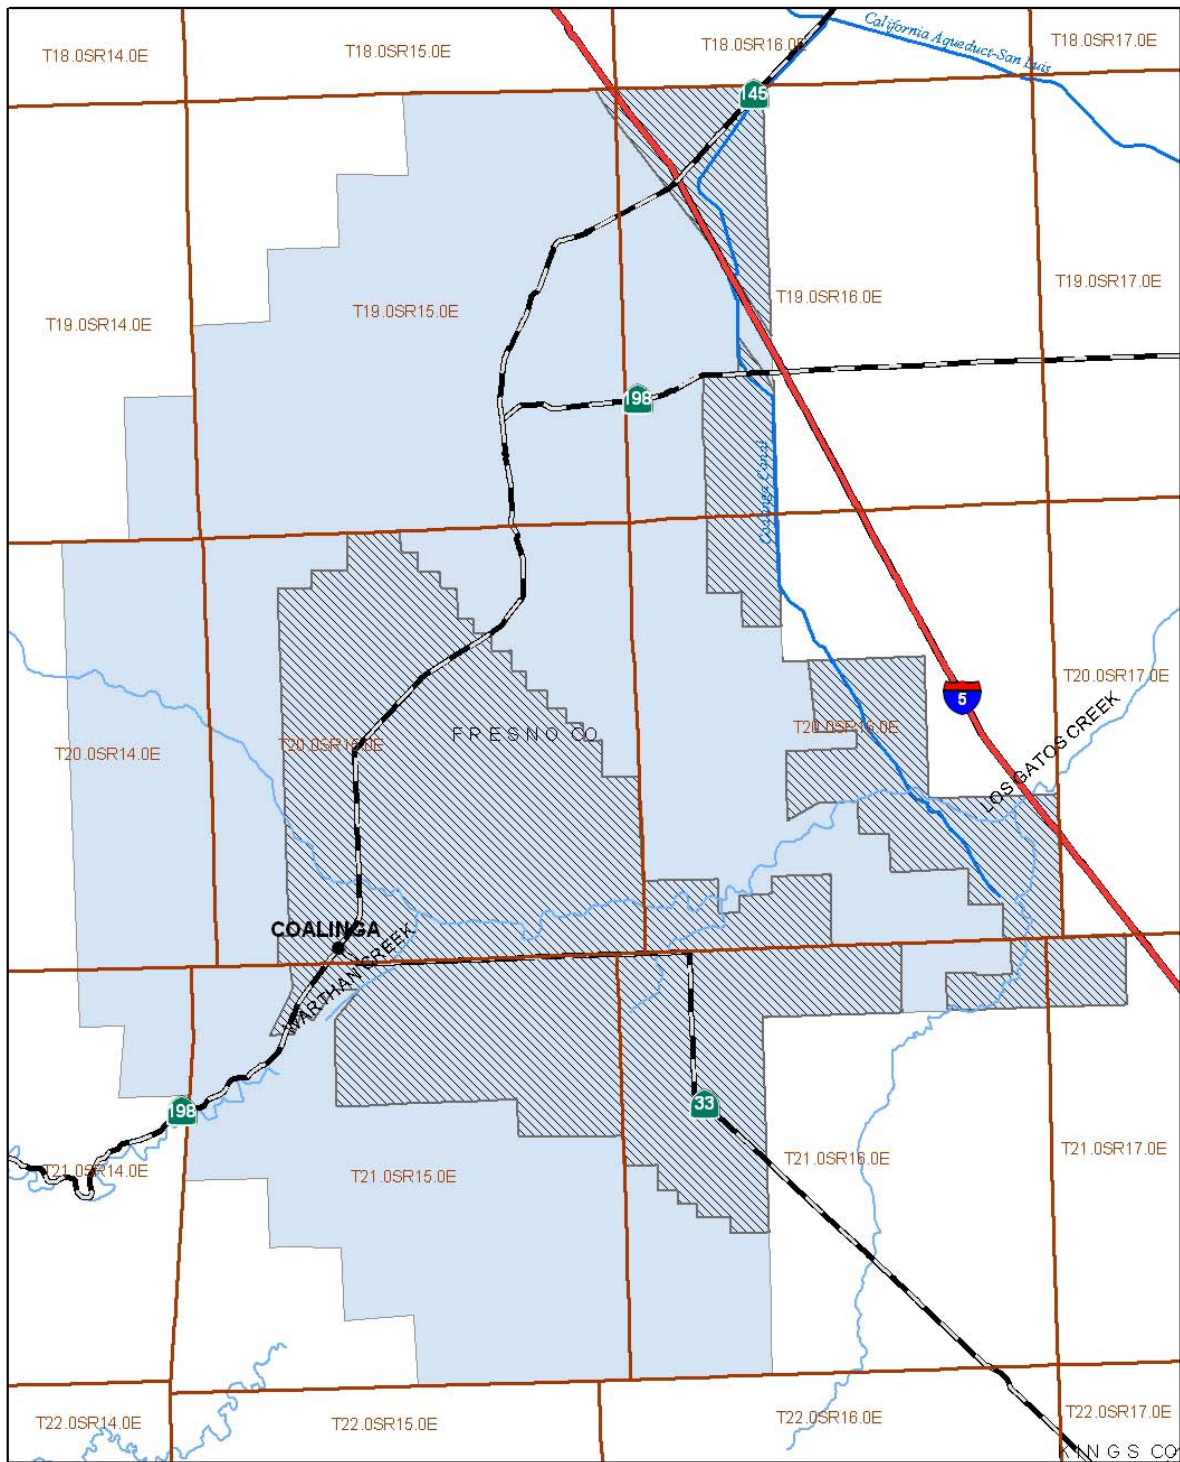 T18.0SR14.0E
T18.0SR15.0E
T18.0SR16.0E
California Aqueduct-San Luis
T18.0SR17.0E
145
T19.0SR14.0E
T19.0SR15.0E
T19.0SR16.0E
T19.0SR17.0E
198
Coalinga Canal
T20.0SR14.0E
T20.0SR15.0E
FRESNO CO
T20.0SR16.0E
5
T20.0SR17.0E
LOS GATOS CREEK
COALINGA
WARTHAN CREEK
198
33
T21.0SR14.0E
T21.0SR15.0E
T21.0SR16.0E
T21.0SR17.0E
T22.0SR14.0E
T22.0SR15.0E
T22.0SR16.0E
T22.0SR17.0E
KINGS CO